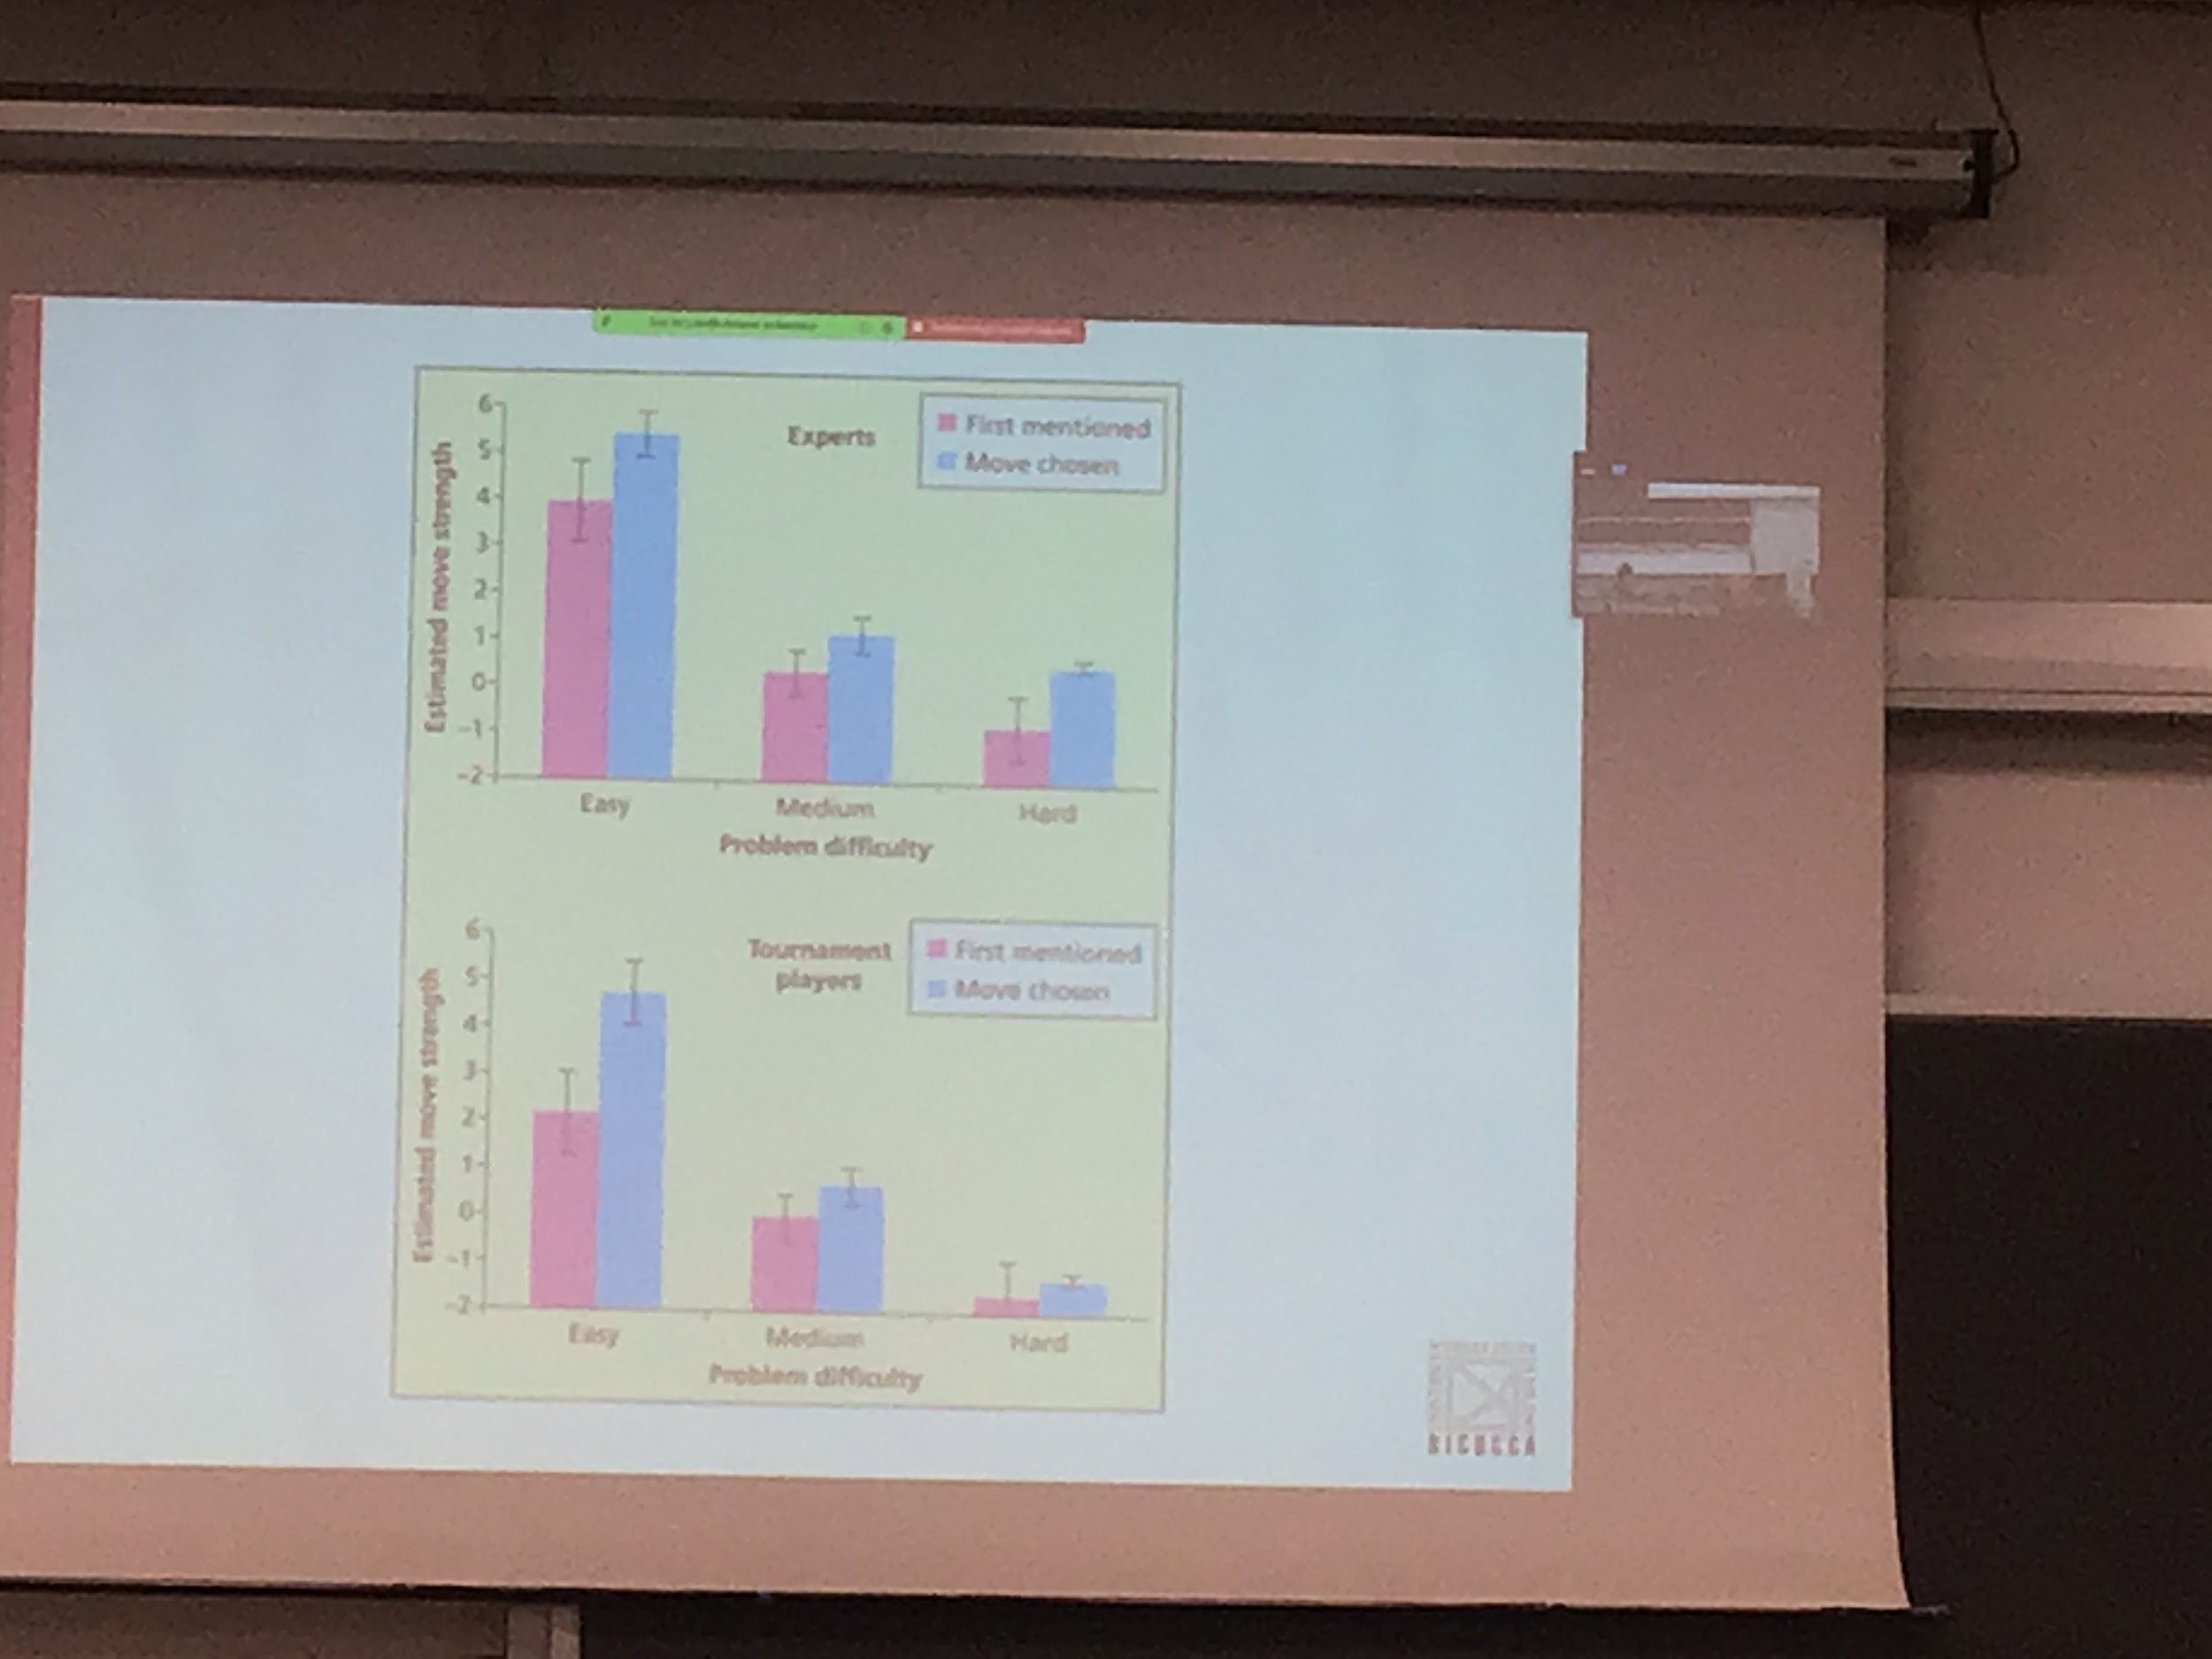 Experts
First mentioned
Move chosen
Estimated move strength
6
5
4
3
2
1
0
-1
-2
Easy
Medium
Hard
Problem difficulty
Tournament
players
First mentioned
Move chosen
Estimated move strength
6
5
4
3
2
1
0
-1
-2
Easy
Medium
Hard
Problem difficulty
BICOCCA